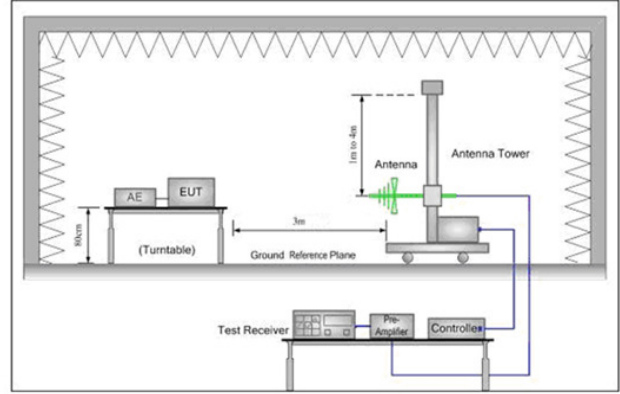 1m to 4m
Antenna
Antenna Tower
AE
EUT
80cm
3m
(Turntable)
Ground Reference Plane
Test Receiver
Pre-
Amplifier
Controller